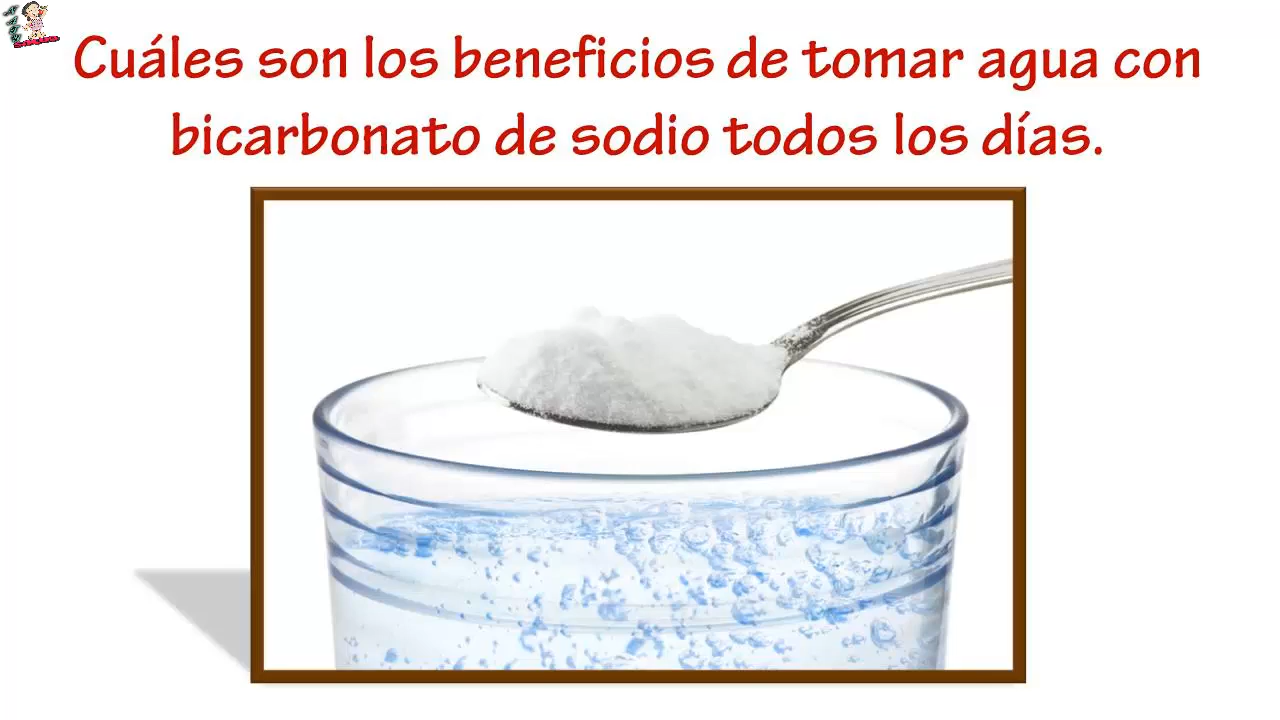 Cuáles son los beneficios de tomar agua con
bicarbonato de sodio todos los días.